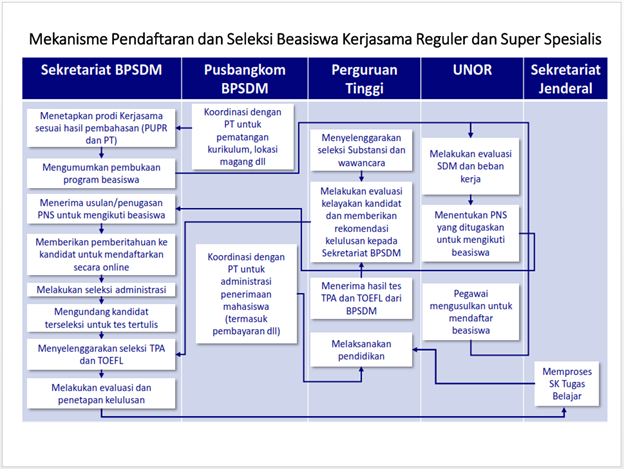 Mekanisme Pendaftaran dan Seleksi Beasiswa Kerjasama Reguler dan Super Spesialis
Sekretariat BPSDM
Pusbangkom
BPSDM
Perguruan
Tinggi
UNOR
Sekretariat
Jenderal
Menetapkan prodi Kerjasama
sesuai hasil pembahasan (PUPR
dan PT)
Mengumumkan pembukaan
program beasiswa
Menerima usulan/penugasan
PNS untuk mengikuti beasiswa
Memberikan pemberitahuan ke
kandidat untuk mendaftarkan
secara online
Melakukan seleksi administrasi
Mengundang kandidat
terseleksi untuk tes tertulis
Menyelenggarakan seleksi TPA
dan TOEFL
Melakukan evaluasi dan
penetapan kelulusan
Koordinasi dengan
PT untuk
pematangan
kurikulum, lokasi
magang dll
Koordinasi dengan
PT untuk
administrasi
penerimaan
mahasiswa
(termasuk
pembayaran dll)
Menyelenggarakan
seleksi Substansi dan
wawancara
Melakukan evaluasi
kelayakan kandidat
dan memberikan
rekomendasi
kelulusan kepada
Sekretariat BPSDM
Menerima hasil tes
TPA dan TOEFL dari
BPSDM
Melaksanakan
pendidikan
Melakukan evaluasi
SDM dan beban
kerja
Menentukan PNS
yang ditugaskan
untuk mengikuti
beasiswa
Pegawai
mengusulkan untuk
mendaftar
beasiswa
Memproses
SK Tugas
Belajar